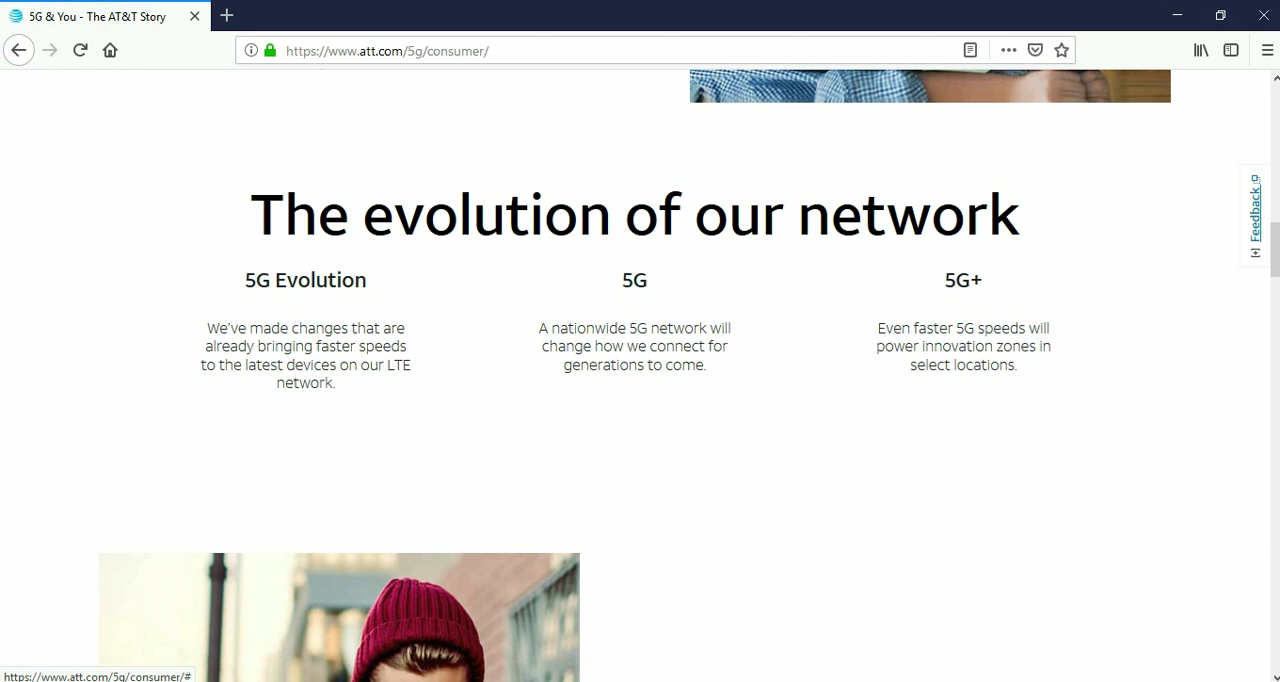 5G & You - The AT&T Story
https://www.att.com/5g/consumer/
The evolution of our network
5G Evolution
We've made changes that are
already bringing faster speeds
to the latest devices on our LTE
network.
5G
A nationwide 5G network will
change how we connect for
generations to come.
5G+
Even faster 5G speeds will
power innovation zones in
select locations.
[+] Feedback
https://www.att.com/5g/consumer/#